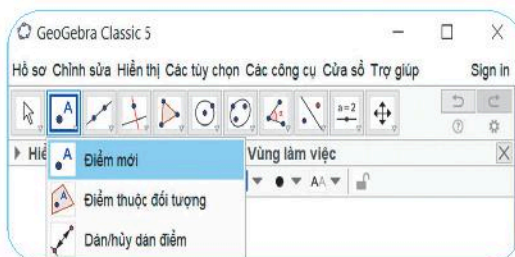 GeoGebra Classic 5
Hồ sơ Chỉnh sửa Hiển thị Các tùy chọn Các công cụ Cửa sổ Trợ giúp Sign in
A
a=2
Hiể
Vùng làm việc
A Điểm mới
AA
Điểm thuộc đối tượng
Dán/hủy dán điểm